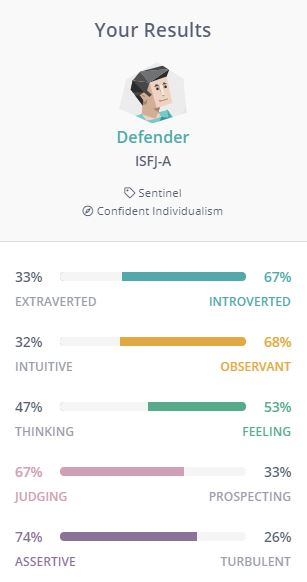 Your Results
Defender
ISFJ-A
Sentinel
Confident Individualism
33% 67%
EXTRAVERTED INTROVERTED
32% 68%
INTUITIVE OBSERVANT
47% 53%
THINKING FEELING
67% 33%
JUDGING PROSPECTING
74% 26%
ASSERTIVE TURBULENT